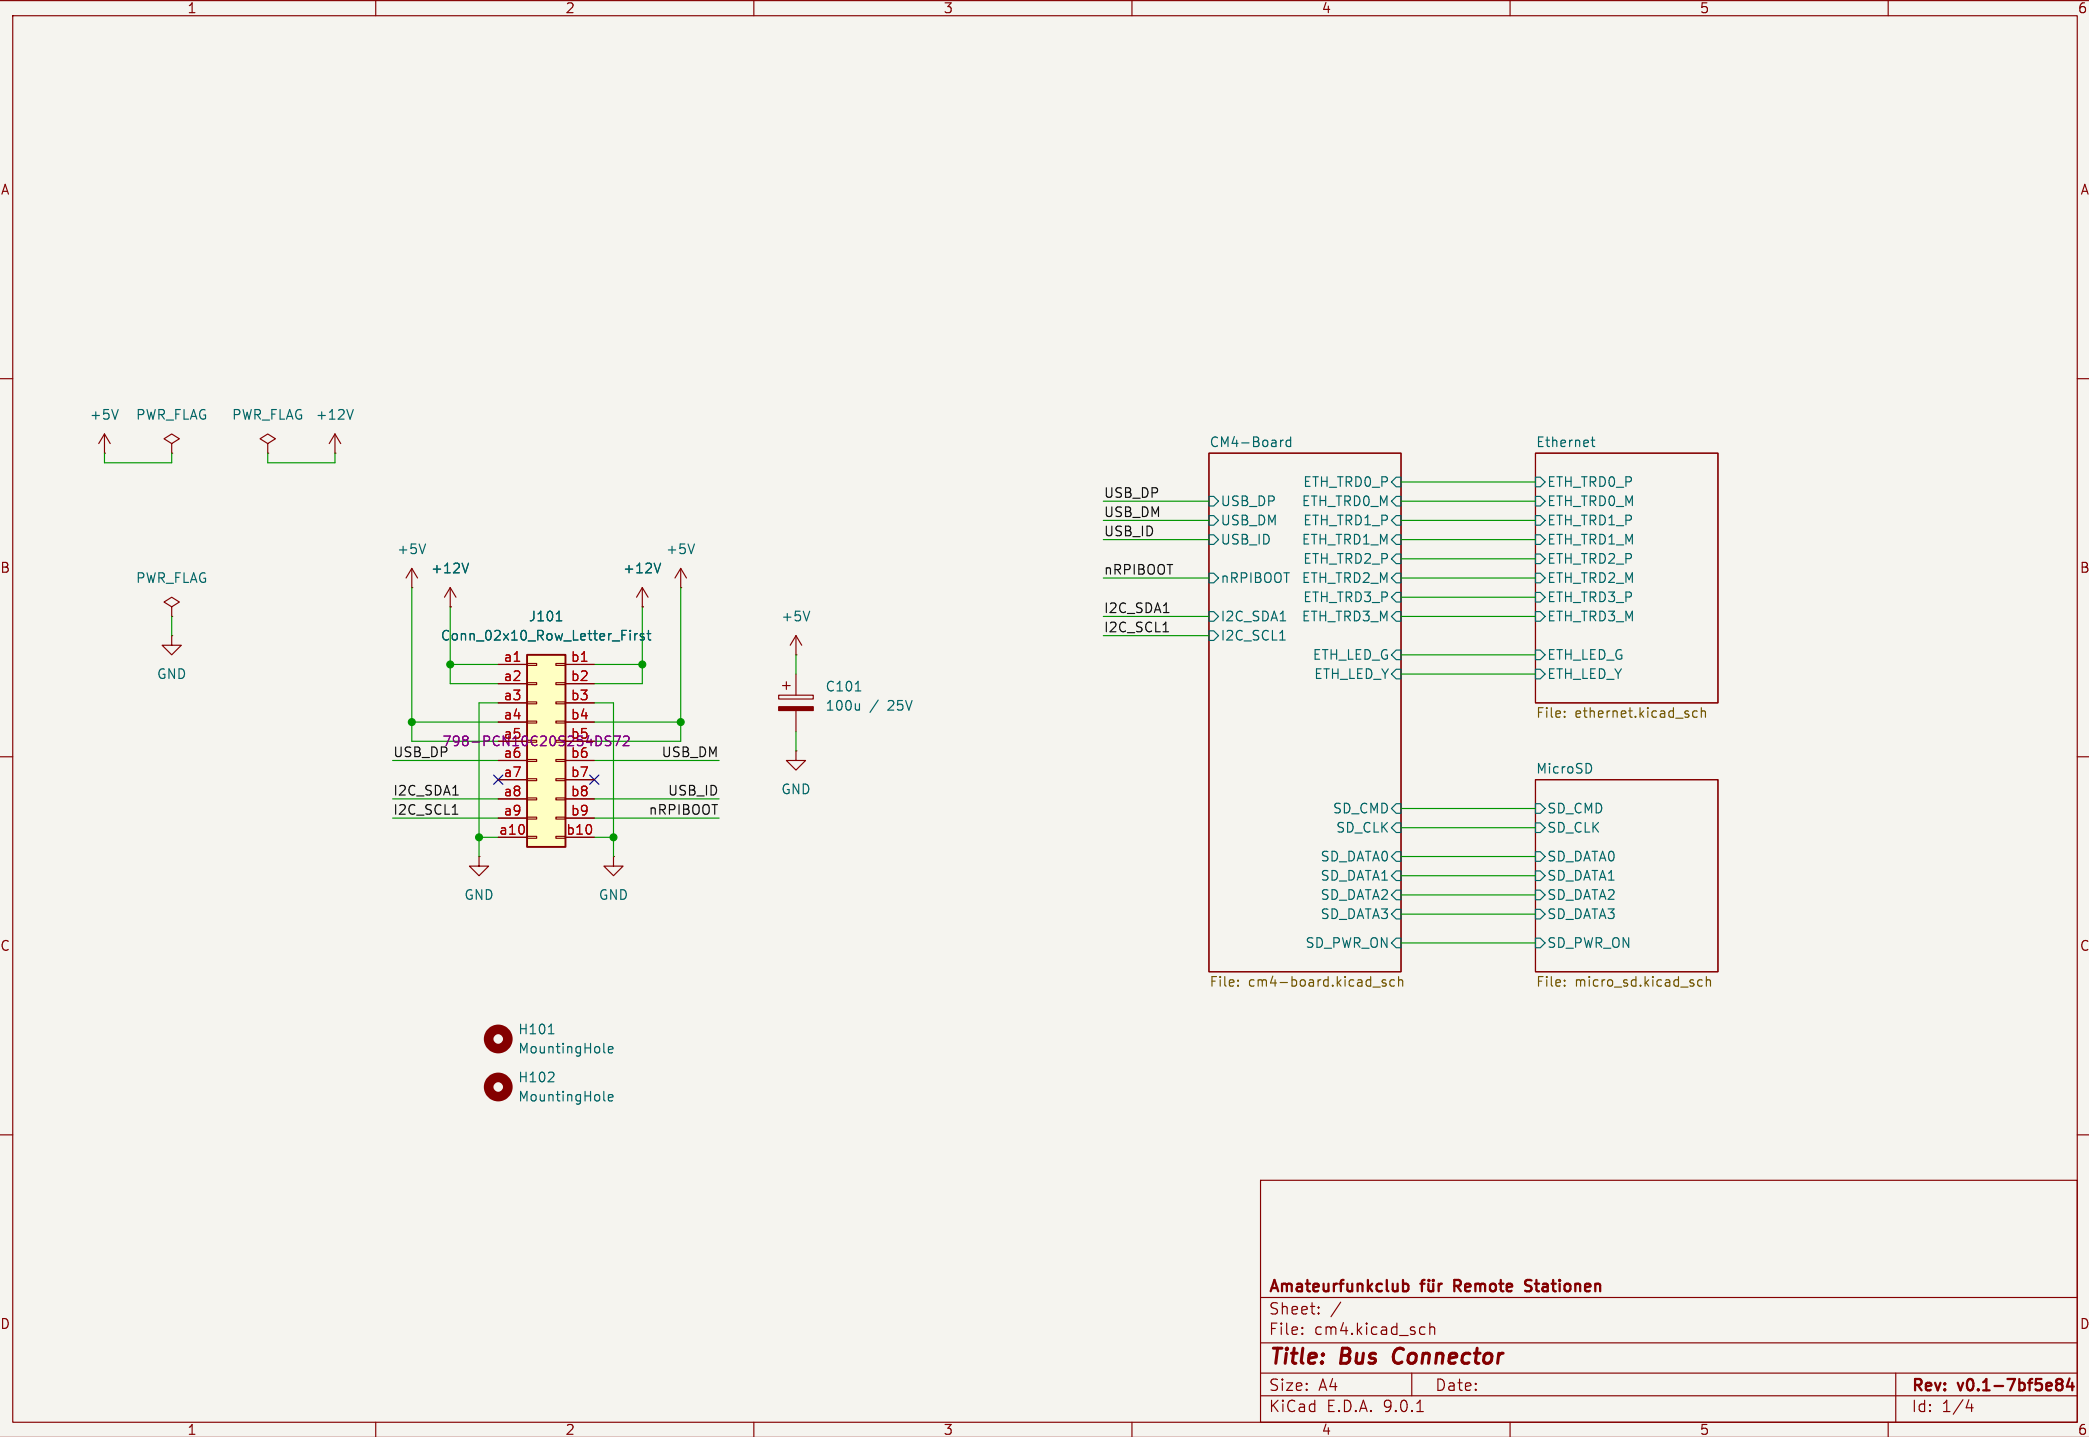 1 2 3 4 5 6
A A
B B
C C
D D
+5V PWR_FLAG PWR_FLAG +12V
PWR_FLAG
GND
+5V +5V
+12V +12V
J101
Conn_02x10_Row_Letter_First
a1 b1
a2 b2
a3 b3
a4 b4
a5 b5
798-PCN10C20S254DS72
USB_DP a6 b6 USB_DM
a7 b7
I2C_SDA1 a8 b8 USB_ID
I2C_SCL1 a9 b9 nRPIBOOT
a10 b10
GND GND
+5V
+
C101
100u / 25V
GND
H101
MountingHole
H102
MountingHole
CM4-Board
USB_DP
USB_DM
USB_ID
nRPIBOOT
I2C_SDA1
I2C_SCL1
USB_DP
USB_DM
USB_ID
nRPIBOOT
I2C_SDA1
I2C_SCL1
ETH_TRD0_P
ETH_TRD0_M
ETH_TRD1_P
ETH_TRD1_M
ETH_TRD2_P
ETH_TRD2_M
ETH_TRD3_P
ETH_TRD3_M
ETH_LED_G
ETH_LED_Y
SD_CMD
SD_CLK
SD_DATA0
SD_DATA1
SD_DATA2
SD_DATA3
SD_PWR_ON
File: cm4-board.kicad_sch
Ethernet
ETH_TRD0_P
ETH_TRD0_M
ETH_TRD1_P
ETH_TRD1_M
ETH_TRD2_P
ETH_TRD2_M
ETH_TRD3_P
ETH_TRD3_M
ETH_LED_G
ETH_LED_Y
File: ethernet.kicad_sch
MicroSD
SD_CMD
SD_CLK
SD_DATA0
SD_DATA1
SD_DATA2
SD_DATA3
SD_PWR_ON
File: micro_sd.kicad_sch
Amateurfunkclub für Remote Stationen
Sheet: /
File: cm4.kicad_sch
Title: Bus Connector
Size: A4 Date: Rev: v0.1-7bf5e84
KiCad E.D.A. 9.0.1 Id: 1/4
1 2 3 4 5 6